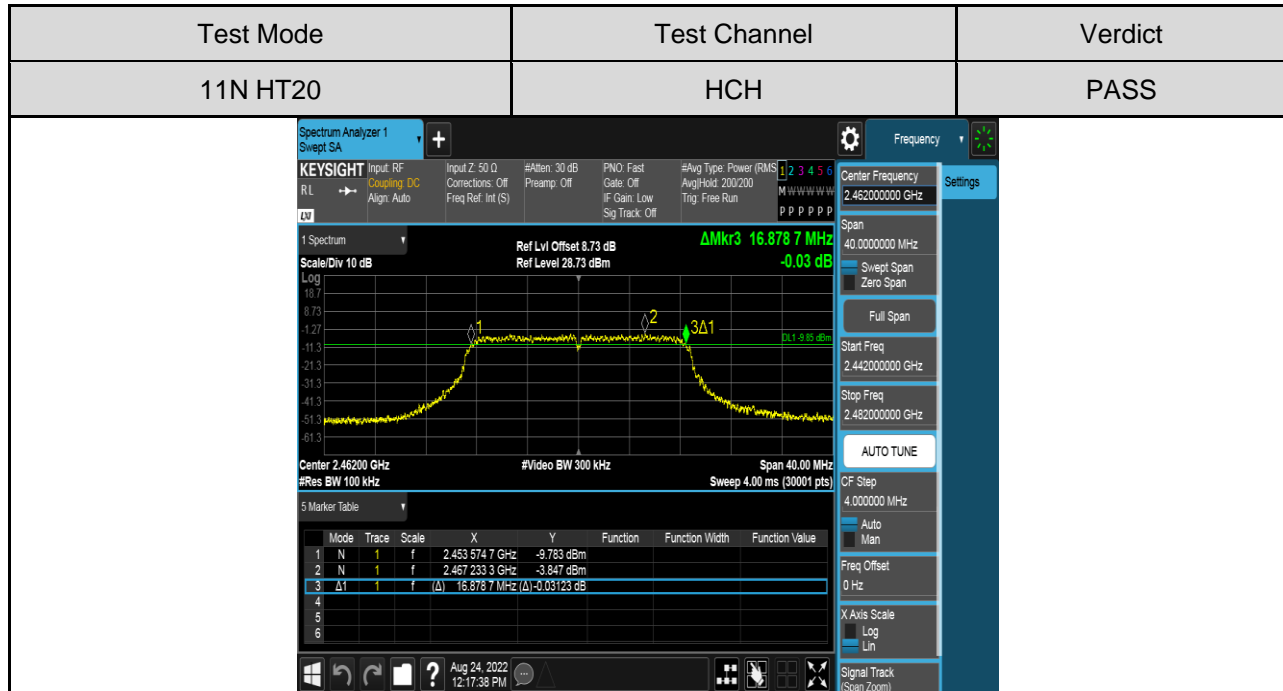 Test Mode Test Channel Verdict
11N HT20 HCH PASS
Spectrum Analyzer 1
Swept SA
+
Frequency
KEYSIGHT Input: RF Input Z: 50 Ω #Atten: 30 dB PNO: Fast #Avg Type: Power (RMS 1 2 3 4 5 6
RL Coupling: DC Corrections: Off Preamp: Off Gate: Off Avg|Hold: 200/200 M W W W W W
Align: Auto Freq Ref: Int (S) IF Gain: Low Trig: Free Run
LXI Sig Track: Off P P P P P P
Center Frequency
2.462000000 GHz
Settings
1 Spectrum Ref Lvl Offset 8.73 dB ΔMkr3 16.878 7 MHz
Scale/Div 10 dB Ref Level 28.73 dBm -0.03 dB
Log
18.7
8.73
-1.27
-11.3
-21.3
-31.3
-41.3
-51.3
-61.3
1
2
3Δ1
DL1 -9.85 dBm
Center 2.46200 GHz #Video BW 300 kHz Span 40.00 MHz
#Res BW 100 kHz Sweep 4.00 ms (30001 pts)
Span
40.0000000 MHz
Swept Span
Zero Span
Full Span
Start Freq
2.442000000 GHz
Stop Freq
2.482000000 GHz
AUTO TUNE
CF Step
4.000000 MHz
Auto
Man
Freq Offset
0 Hz
X Axis Scale
Log
Lin
Signal Track
(Span Zoom)
5 Marker Table
Mode Trace Scale X Y Function Function Width Function Value
1 N 1 f 2.453 574 7 GHz -9.783 dBm
2 N 1 f 2.467 233 3 GHz -3.847 dBm
3 Δ1 1 f (Δ) 16.878 7 MHz (Δ) -0.03123 dB
4
5
6
? Aug 24, 2022
12:17:38 PM